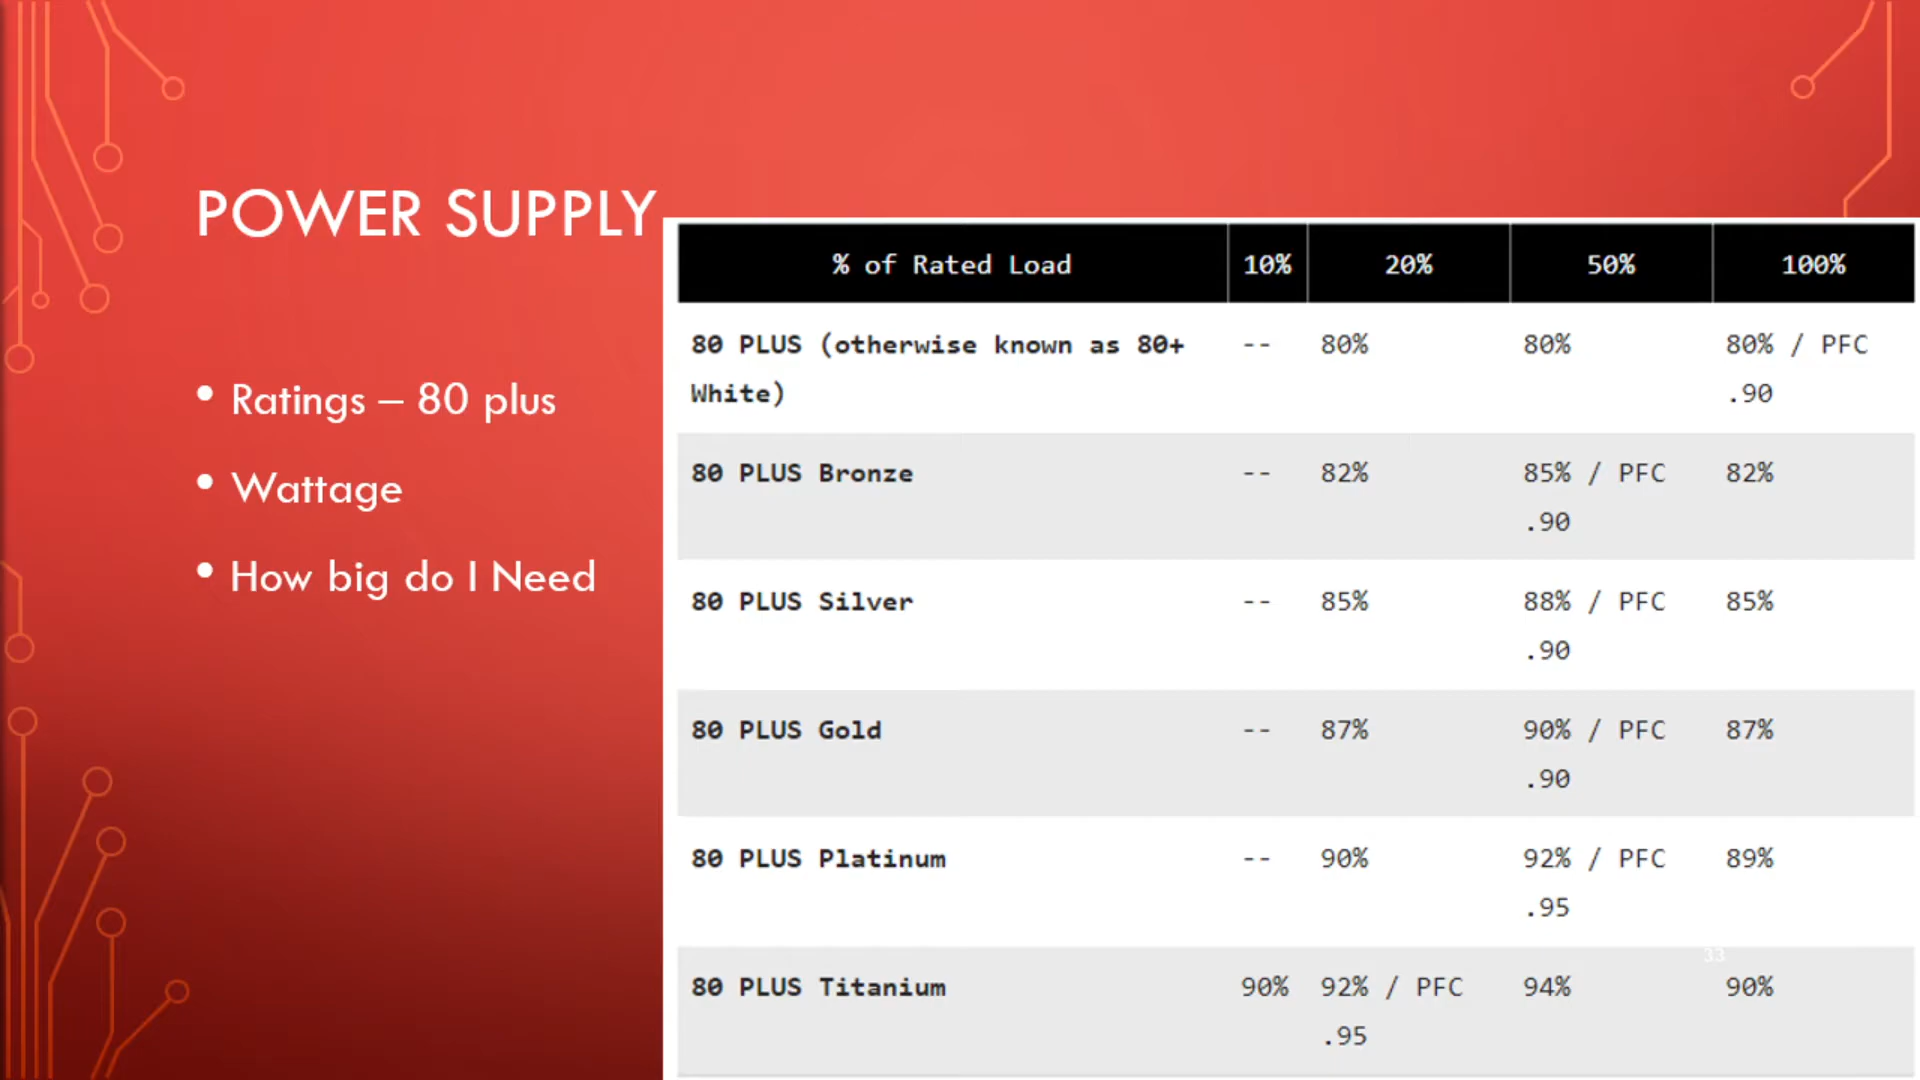 POWER SUPPLY
• Ratings – 80 plus
• Wattage
• How big do I Need
% of Rated Load 10% 20% 50% 100%
80 PLUS (otherwise known as 80+ -- 80% 80% 80% / PFC
White) .90
80 PLUS Bronze -- 82% 85% / PFC 82%
.90
80 PLUS Silver -- 85% 88% / PFC 85%
.90
80 PLUS Gold -- 87% 90% / PFC 87%
.90
80 PLUS Platinum -- 90% 92% / PFC 89%
.95
33
80 PLUS Titanium 90% 92% / PFC 94% 90%
.95